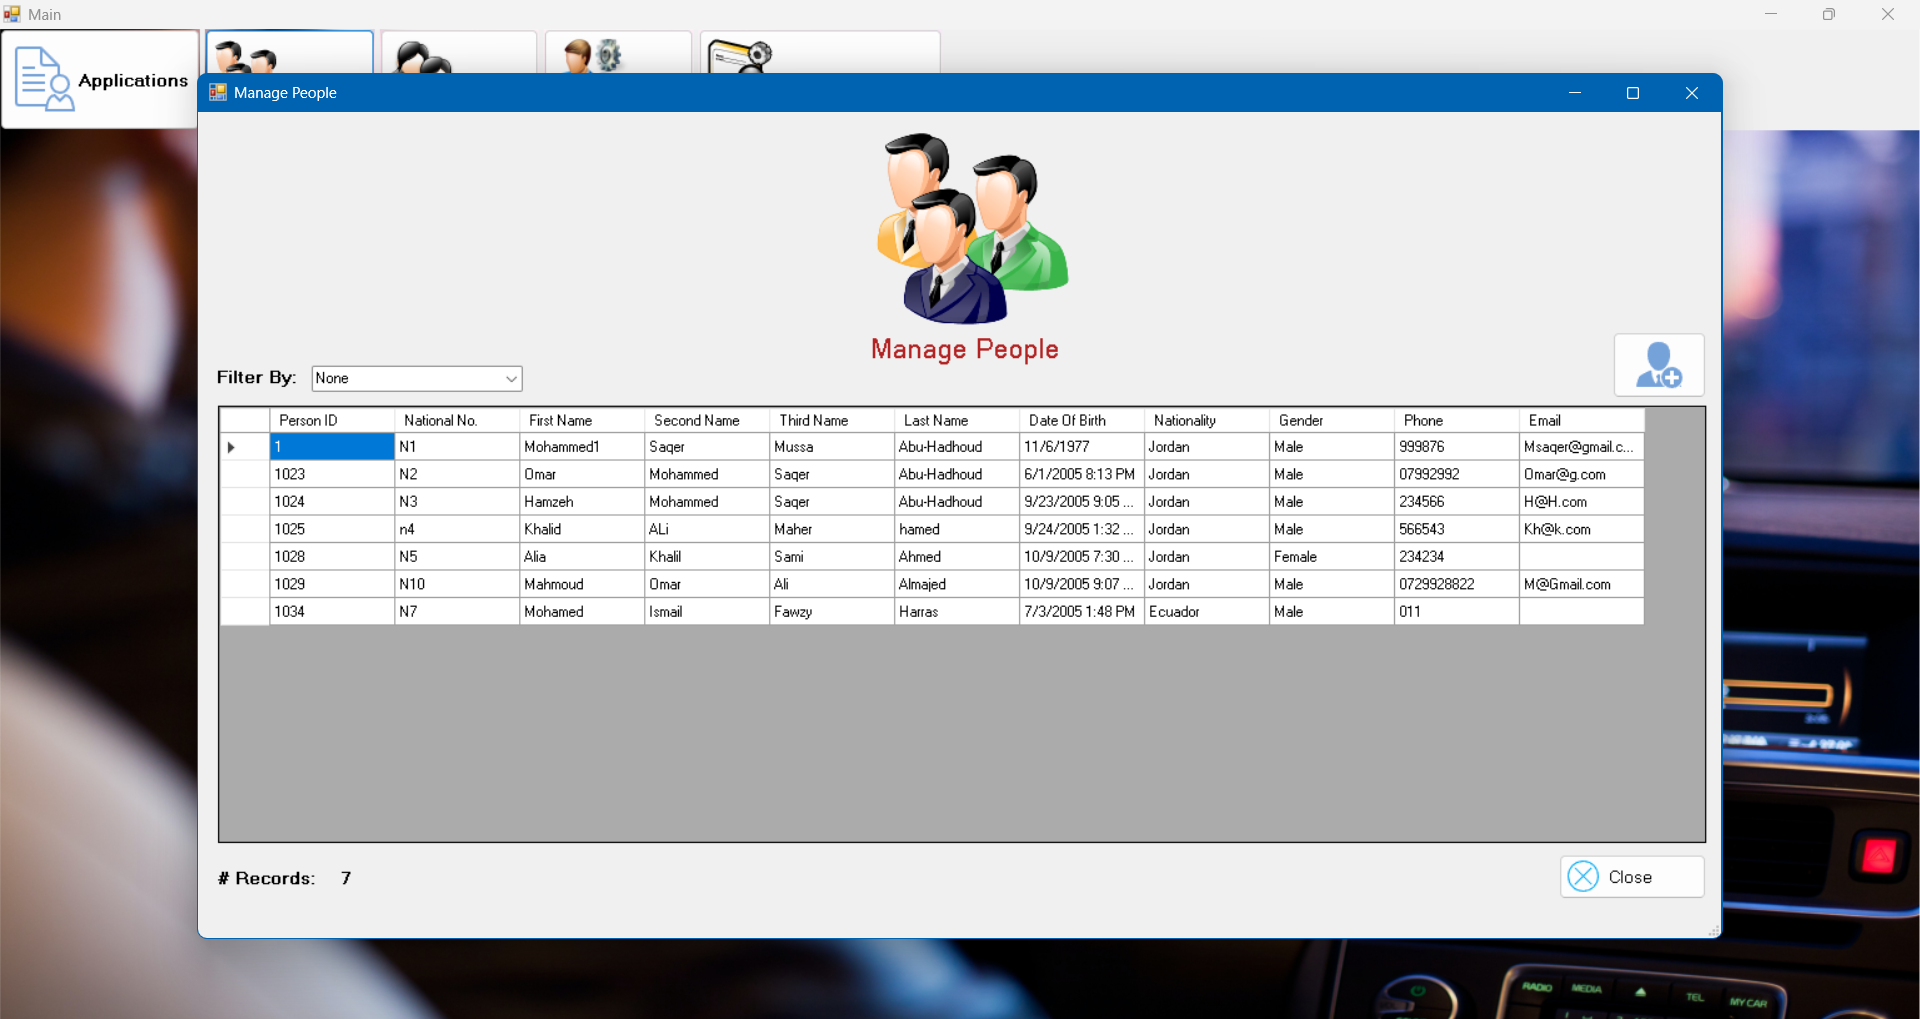 Main
Applications
Manage People
Manage People
Filter By: None
Person ID National No. First Name Second Name Third Name Last Name Date Of Birth Nationality Gender Phone Email
1 N1 Mohammed1 Saqer Mussa Abu-Hadhoud 11/6/1977 Jordan Male 999876 Msaqer@gmail.c...
1023 N2 Omar Mohammed Saqer Abu-Hadhoud 6/1/2005 8:13 PM Jordan Male 07992992 Omar@g.com
1024 N3 Hamzeh Mohammed Saqer Abu-Hadhoud 9/23/2005 9:05 ... Jordan Male 234566 H@H.com
1025 n4 Khalid ALi Maher hamed 9/24/2005 1:32 ... Jordan Male 566543 Kh@k.com
1028 N5 Alia Khalil Sami Ahmed 10/9/2005 7:30 ... Jordan Female 234234
1029 N10 Mahmoud Omar Ali Almajed 10/9/2005 9:07 ... Jordan Male 0729928822 M@Gmail.com
1034 N7 Mohamed Ismail Fawzy Harras 7/3/2005 1:48 PM Ecuador Male 011
# Records: 7
Close
RADIO MEDIA TEL MY CAR